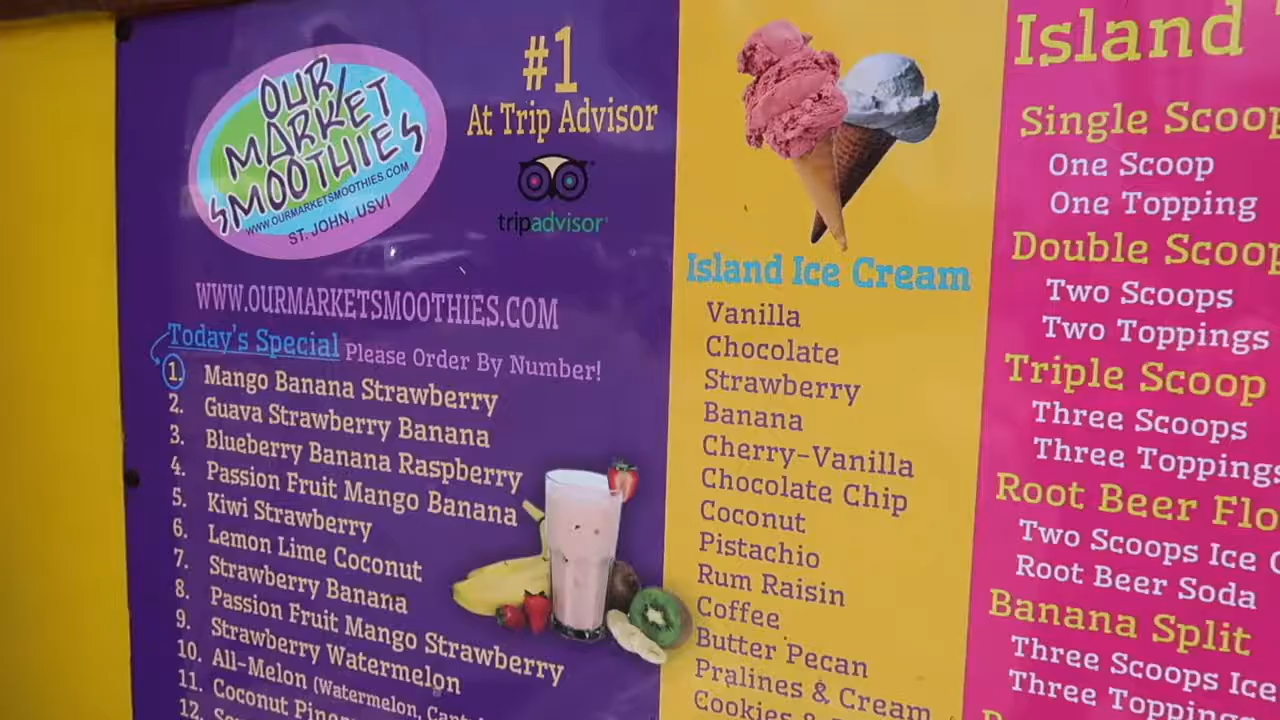 OUR
MARKET
SMOOTHIES
WWW.OURMARKETSMOOTHIES.COM
ST. JOHN, USVI
#1
At Trip Advisor
tripadvisor®
WWW.OURMARKETSMOOTHIES.COM
Today's Special Please Order By Number!
1. Mango Banana Strawberry
2. Guava Strawberry Banana
3. Blueberry Banana Raspberry
4. Passion Fruit Mango Banana
5. Kiwi Strawberry
6. Lemon Lime Coconut
7. Strawberry Banana
8. Passion Fruit Mango Strawberry
9. Strawberry Watermelon
10. All-Melon (Watermelon,
11. Coconut
12.
Island Ice Cream
Vanilla
Chocolate
Strawberry
Banana
Cherry-Vanilla
Chocolate Chip
Coconut
Pistachio
Rum Raisin
Coffee
Butter Pecan
Pralines & Cream
Cookies &
Island
Single Scoop
One Scoop
One Topping
Double Scoop
Two Scoops
Two Toppings
Triple Scoop
Three Scoops
Three Toppings
Root Beer
Two Scoops Ice
Root Beer Soda
Banana Split
Three Scoops Ice
Three